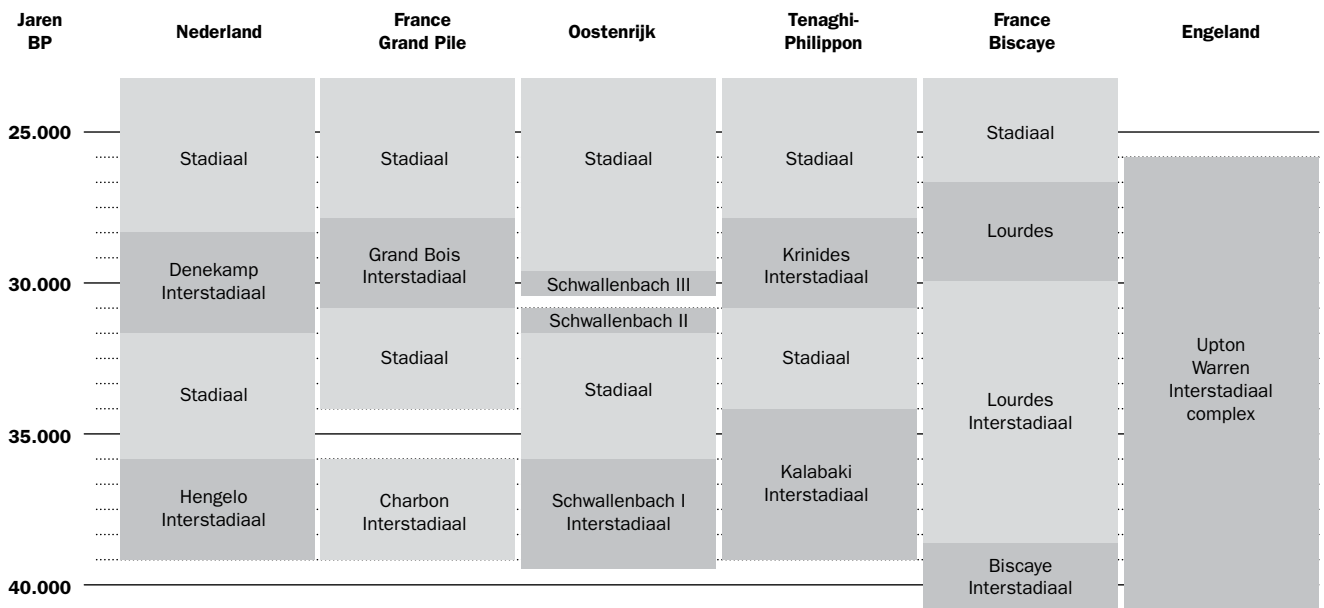 Jaren
BP
Nederland
France
Grand Pile
Oostenrijk
Tenaghi-
Philippon
France
Biscaye
Engeland
25.000
30.000
35.000
40.000
Stadiaal
Denekamp
Interstadiaal
Stadiaal
Hengelo
Interstadiaal
Stadiaal
Grand Bois
Interstadiaal
Stadiaal
Charbon
Interstadiaal
Stadiaal
Schwallenbach III
Schwallenbach II
Stadiaal
Schwallenbach I
Interstadiaal
Stadiaal
Krinides
Interstadiaal
Stadiaal
Kalabaki
Interstadiaal
Stadiaal
Lourdes
Lourdes
Interstadiaal
Biscaye
Interstadiaal
Upton
Warren
Interstadiaal
complex